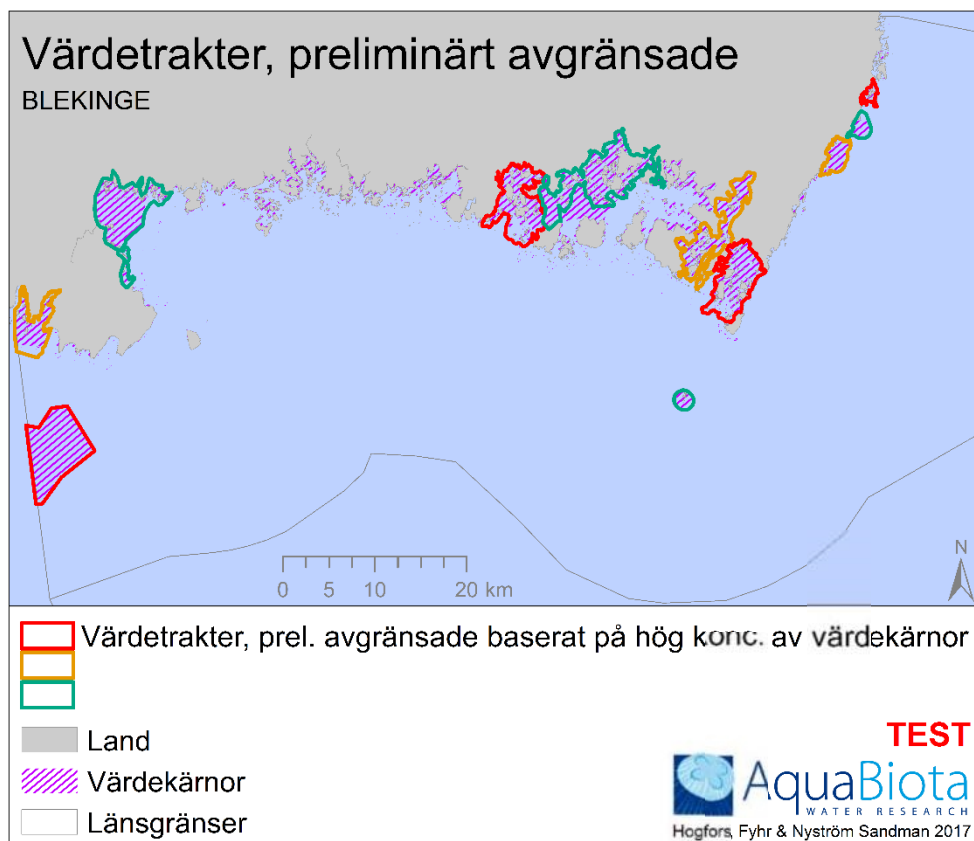 Värdetrakter, preliminärt avgränsade
BLEKINGE
N
0 5 10 20 km
Värdetrakter, prel. avgränsade baserat på hög konc. av värdekärnor
Land
Värdekärnor
Länsgränser
TEST
AquaBiota
WATER RESEARCH
Hogfors, Fyhr & Nyström Sandman 2017